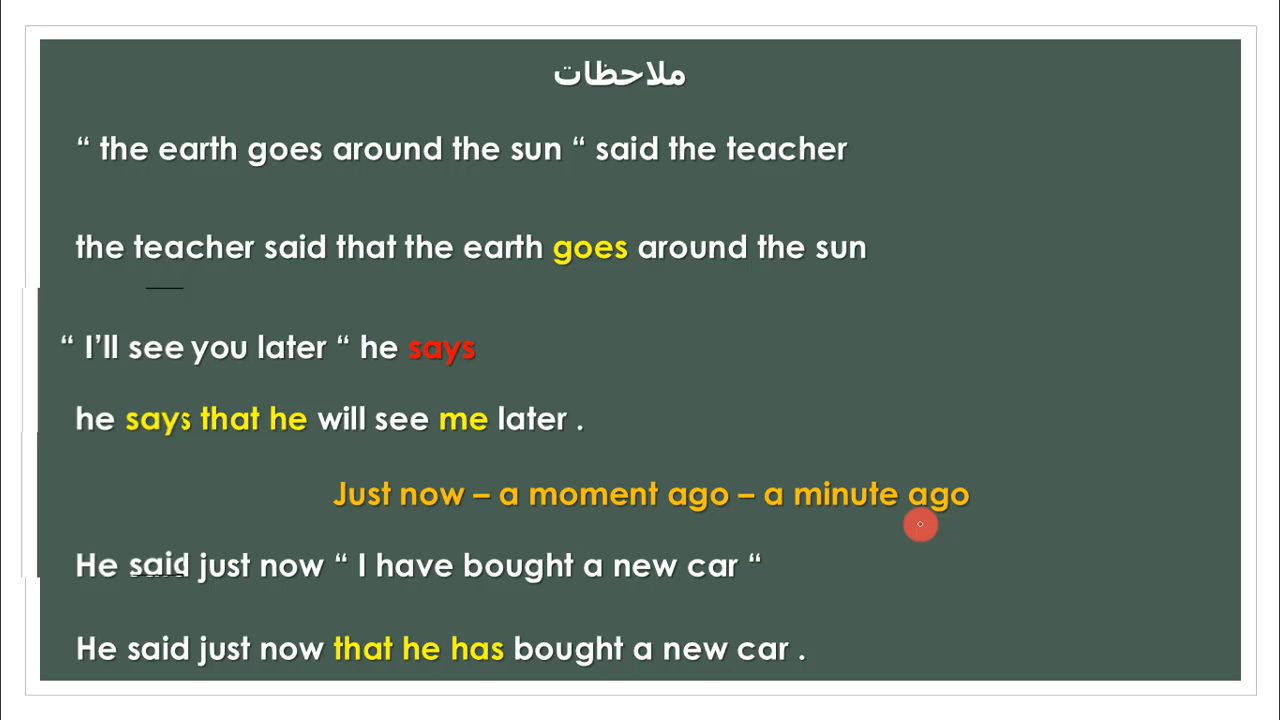 ملاحظات
“ the earth goes around the sun “ said the teacher
the teacher said that the earth goes around the sun
“ I’ll see you later “ he says
he says that he will see me later .
Just now – a moment ago – a minute ago
He said just now “ I have bought a new car “
He said just now that he has bought a new car .